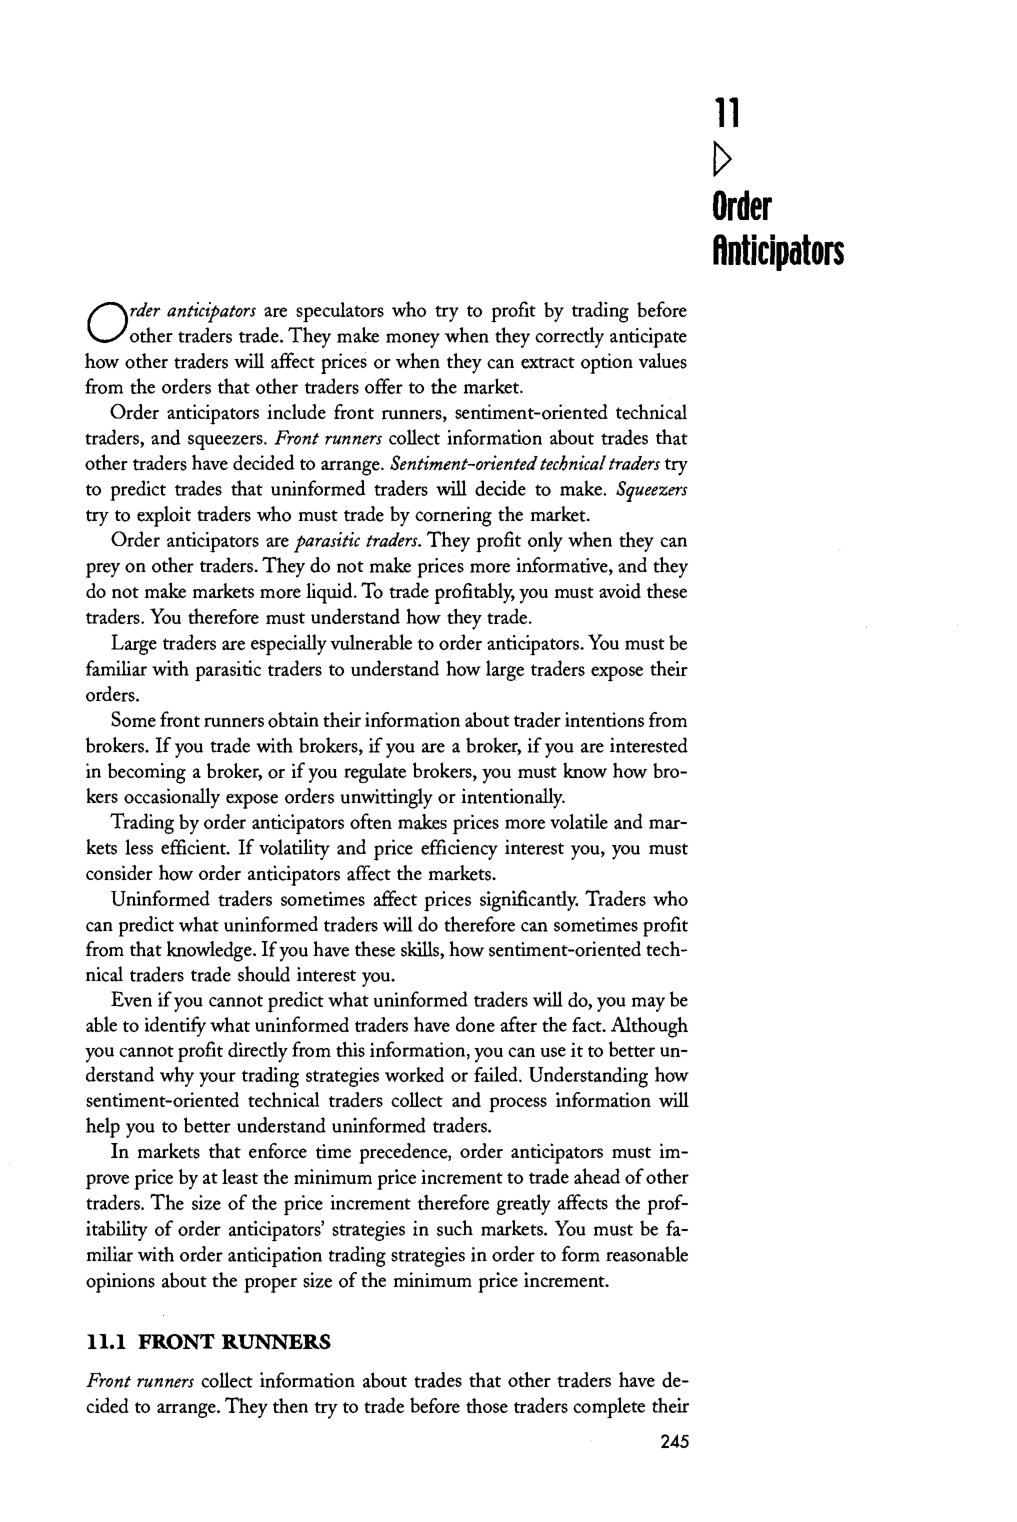 11
Order
Anticipators
Order anticipators are speculators who try to profit by trading before
other traders trade. They make money when they correctly anticipate
how other traders will affect prices or when they can extract option values
from the orders that other traders offer to the market.
Order anticipators include front runners, sentiment-oriented technical
traders, and squeezers. Front runners collect information about trades that
other traders have decided to arrange. Sentiment-oriented technical traders try
to predict trades that uninformed traders will decide to make. Squeezers
try to exploit traders who must trade by cornering the market.
Order anticipators are parasitic traders. They profit only when they can
prey on other traders. They do not make prices more informative, and they
do not make markets more liquid. To trade profitably, you must avoid these
traders. You therefore must understand how they trade.
Large traders are especially vulnerable to order anticipators. You must be
familiar with parasitic traders to understand how large traders expose their
orders.
Some front runners obtain their information about trader intentions from
brokers. If you trade with brokers, if you are a broker, if you are interested
in becoming a broker, or if you regulate brokers, you must know how bro-
kers occasionally expose orders unwittingly or intentionally.
Trading by order anticipators often makes prices more volatile and mar-
kets less efficient. If volatility and price efficiency interest you, you must
consider how order anticipators affect the markets.
Uninformed traders sometimes affect prices significantly. Traders who
can predict what uninformed traders will do therefore can sometimes profit
from that knowledge. If you have these skills, how sentiment-oriented tech-
nical traders trade should interest you.
Even if you cannot predict what uninformed traders will do, you may be
able to identify what uninformed traders have done after the fact. Although
you cannot profit directly from this information, you can use it to better un-
derstand why your trading strategies worked or failed. Understanding how
sentiment-oriented technical traders collect and process information will
help you to better understand uninformed traders.
In markets that enforce time precedence, order anticipators must im-
prove price by at least the minimum price increment to trade ahead of other
traders. The size of the price increment therefore greatly affects the prof-
itability of order anticipators' strategies in such markets. You must be fa-
miliar with order anticipation trading strategies in order to form reasonable
opinions about the proper size of the minimum price increment.
11.1 FRONT RUNNERS
Front runners collect information about trades that other traders have de-
cided to arrange. They then try to trade before those traders complete their
245